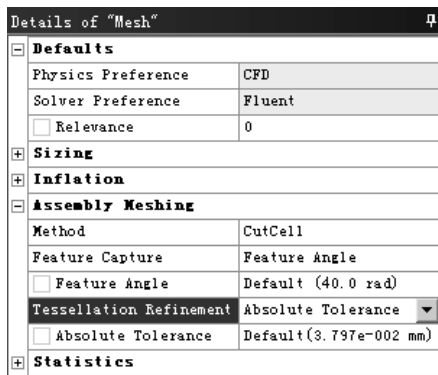 Details of "Mesh"
Defaults
Physics Preference CFD
Solver Preference Fluent
Relevance 0
Sizing
Inflation
Assembly Meshing
Method CutCell
Feature Capture Feature Angle
Feature Angle Default (40.0 rad)
Tessellation Refinement Absolute Tolerance
Absolute Tolerance Default(3.797e-002 mm)
Statistics